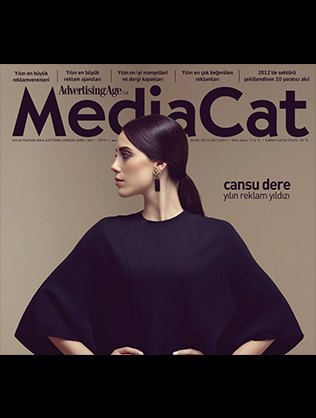 Yılın en büyük reklamverenleri
Yılın en büyük reklam ajansları
Yılın en iyi manşetleri ve dergi kapakları
Yılın en çok beğenilen reklamları
2012'de sektörü şekillendiren 10 yaratıcı akıl
AdvertisingAge
MediaCat
cansu dere
yılın reklam yıldızı